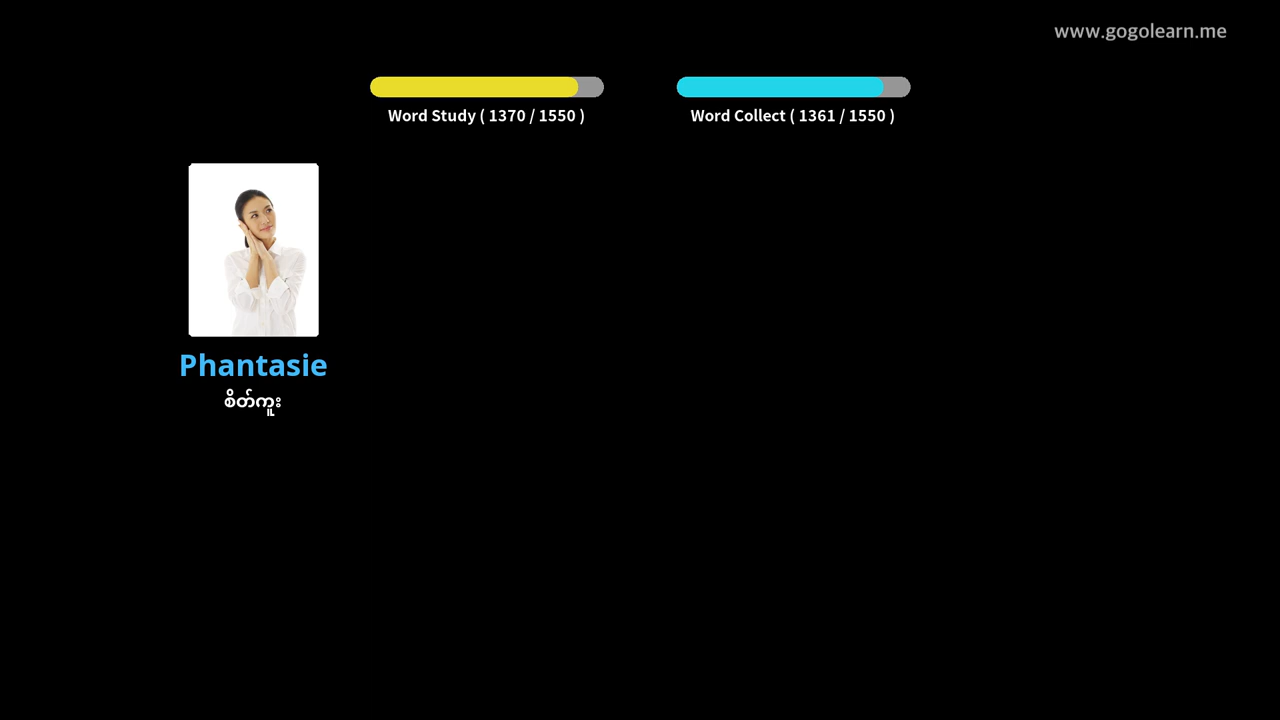 www.gogolearn.me
Word Study ( 1370 / 1550 )
Word Collect ( 1361 / 1550 )
Phantasie
စိတ်ကူး